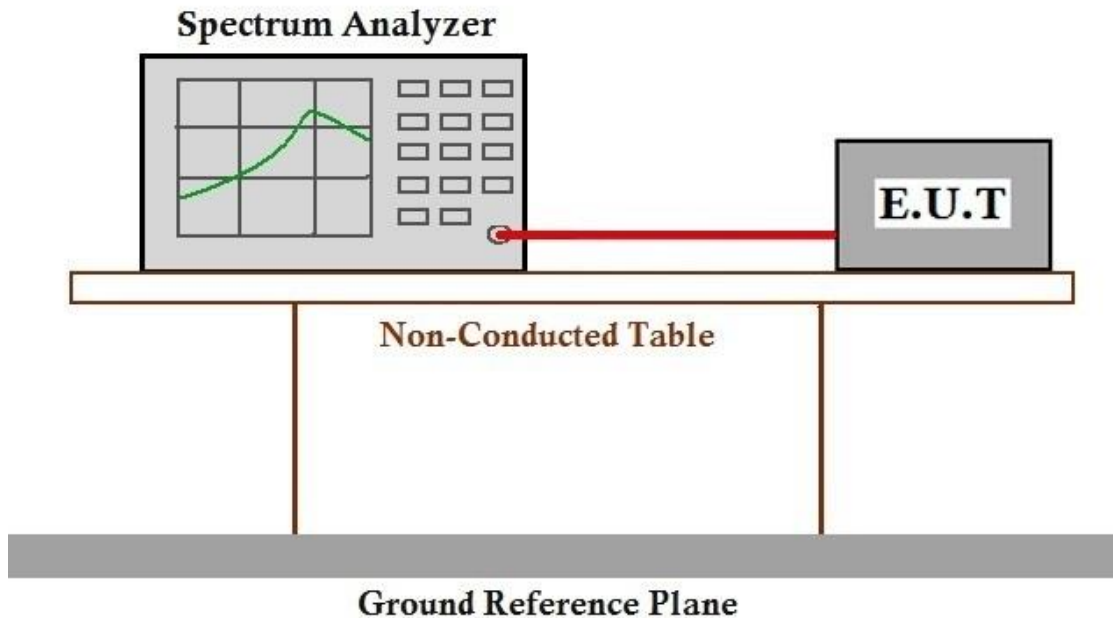 Spectrum Analyzer
E.U.T
Non-Conducted Table
Ground Reference Plane